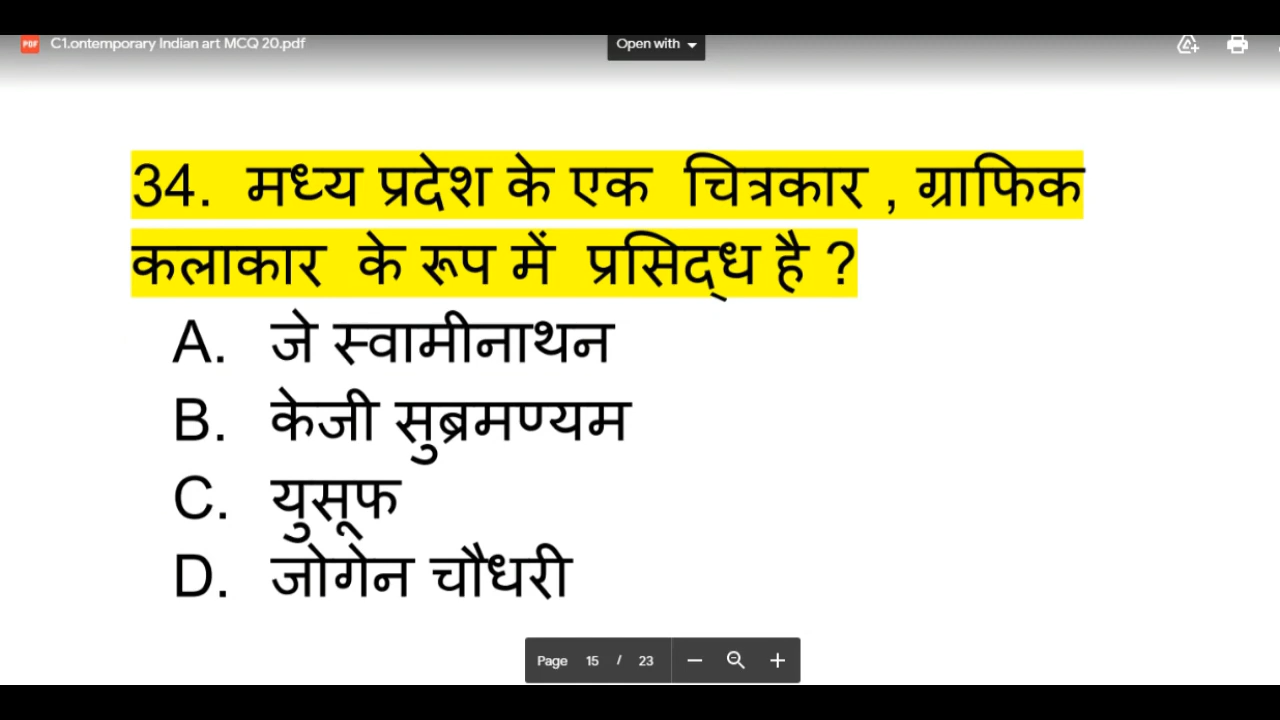 C1.ontemporary Indian art MCQ 20.pdf
Open with
34. मध्य प्रदेश के एक चित्रकार , ग्राफिक
कलाकार के रूप में प्रसिद्ध है ?
A. जे स्वामीनाथन
B. केजी सुब्रमण्यम
C. युसूफ
D. जोगेन चौधरी
Page 15 / 23